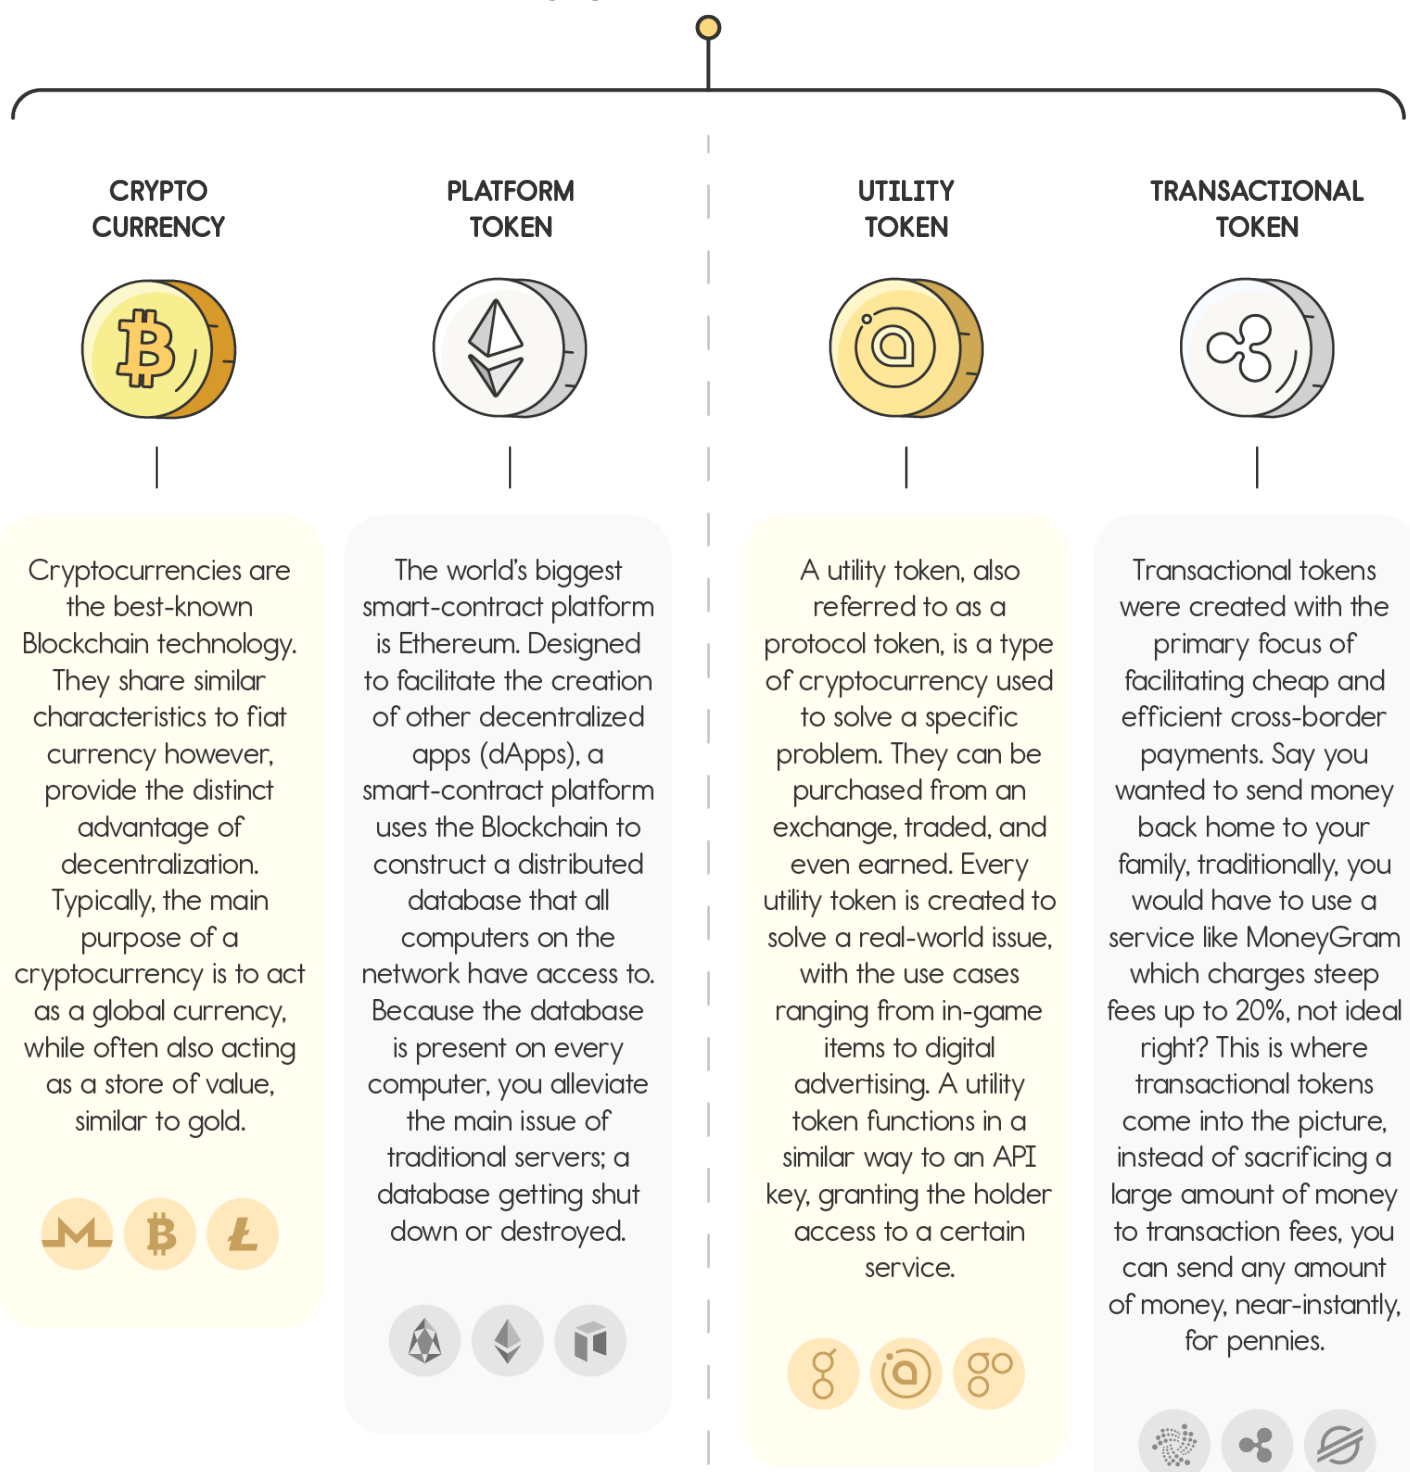 CRYPTO
CURRENCY
Cryptocurrencies are
the best-known
Blockchain technology.
They share similar
characteristics to fiat
currency however,
provide the distinct
advantage of
decentralization.
Typically, the main
purpose of a
cryptocurrency is to act
as a global currency,
while often also acting
as a store of value,
similar to gold.
PLATFORM
TOKEN
The world's biggest
smart-contract platform
is Ethereum. Designed
to facilitate the creation
of other decentralized
apps (dApps), a
smart-contract platform
uses the Blockchain to
construct a distributed
database that all
computers on the
network have access to.
Because the database
is present on every
computer, you alleviate
the main issue of
traditional servers; a
database getting shut
down or destroyed.
UTILITY
TOKEN
A utility token, also
referred to as a
protocol token, is a type
of cryptocurrency used
to solve a specific
problem. They can be
purchased from an
exchange, traded, and
even earned. Every
utility token is created to
solve a real-world issue,
with the use cases
ranging from in-game
items to digital
advertising. A utility
token functions in a
similar way to an API
key, granting the holder
access to a certain
service.
TRANSACTIONAL
TOKEN
Transactional tokens
were created with the
primary focus of
facilitating cheap and
efficient cross-border
payments. Say you
wanted to send money
back home to your
family, traditionally, you
would have to use a
service like MoneyGram
which charges steep
fees up to 20%, not ideal
right? This is where
transactional tokens
come into the picture,
instead of sacrificing a
large amount of money
to transaction fees, you
can send any amount
of money, near-instantly,
for pennies.